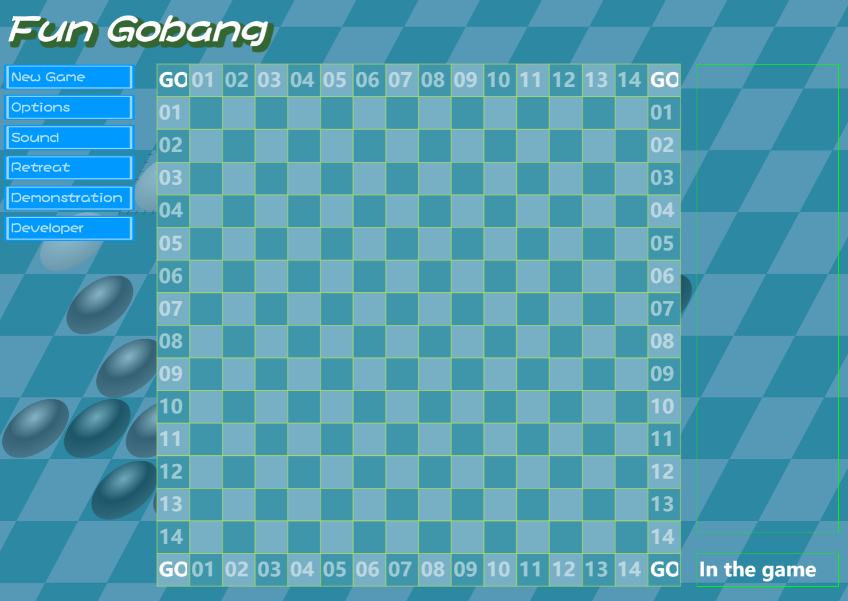 Fun Gobang
New Game
Options
Sound
Retreat
Demonstration
Developer
GO 01 02 03 04 05 06 07 08 09 10 11 12 13 14 GO
01 01
02 02
03 03
04 04
05 05
06 06
07 07
08 08
09 09
10 10
11 11
12 12
13 13
14 14
GO 01 02 03 04 05 06 07 08 09 10 11 12 13 14 GO
In the game